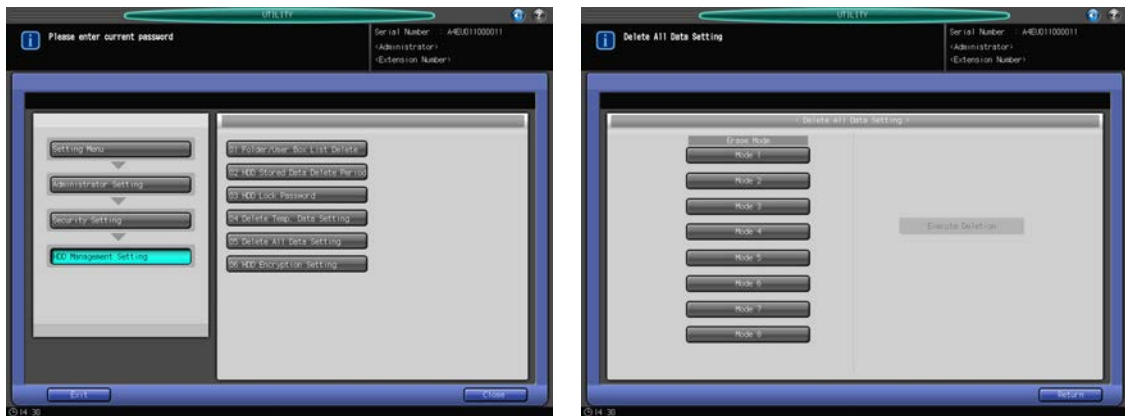 UTILITY
Please enter current password
Serial Number : A4EU011000011
<Administrator>
<Extension Number>
Setting Menu
Administrator Setting
Security Setting
HDD Management Setting
01 Folder/User Box List Delete
02 HDD Stored Data Delete Period
03 HDD Lock Password
04 Delete Temp. Data Setting
05 Delete All Data Setting
06 HDD Encryption Setting
Exit
Close
14:30
UTILITY
Delete All Data Setting
Serial Number : A4EU011000011
<Administrator>
<Extension Number>
< Delete All Data Setting >
Erase Mode
Mode 1
Mode 2
Mode 3
Mode 4
Mode 5
Mode 6
Mode 7
Mode 8
Execute Deletion
Return
14:30